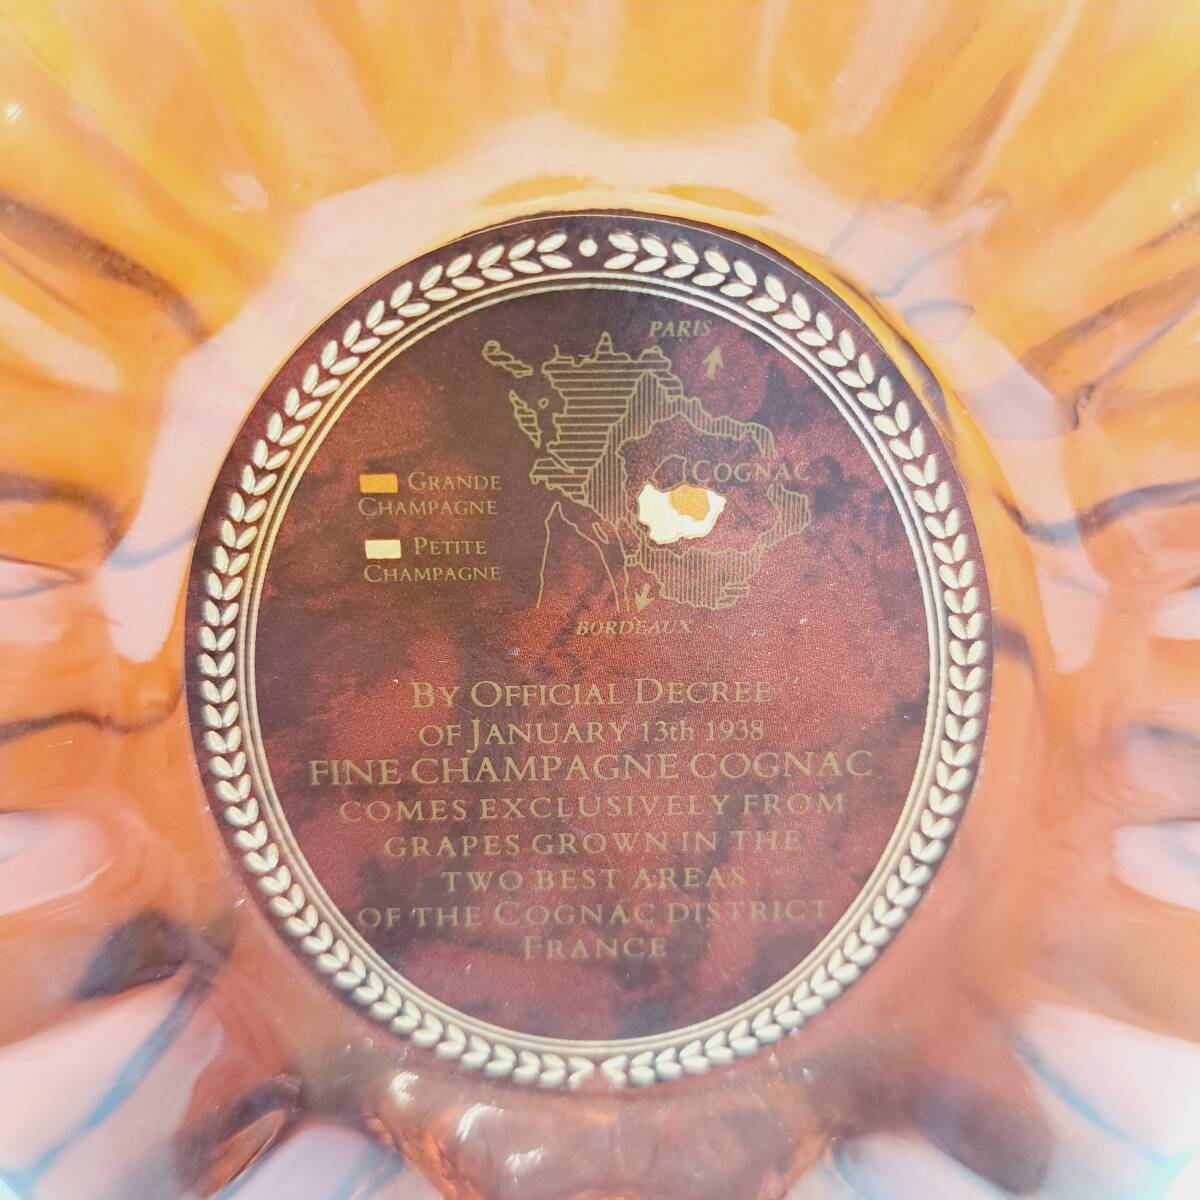 PARIS
COGNAC
GRANDE
CHAMPAGNE
PETITE
CHAMPAGNE
BORDEAUX
BY OFFICIAL DECREE
OF JANUARY 13th 1938
FINE CHAMPAGNE COGNAC
COMES EXCLUSIVELY FROM
GRAPES GROWN IN THE
TWO BEST AREAS
OF THE COGNAC DISTRICT
FRANCE